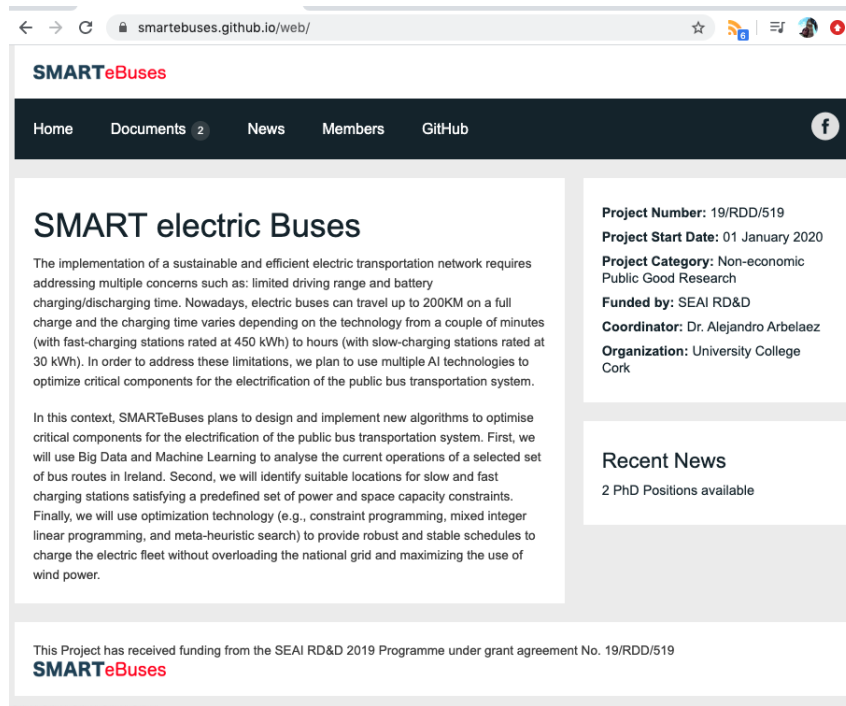 smartebuses.github.io/web/
6
SMARTeBuses
Home Documents 2 News Members GitHub f
SMART electric Buses
The implementation of a sustainable and efficient electric transportation network requires
addressing multiple concerns such as: limited driving range and battery
charging/discharging time. Nowadays, electric buses can travel up to 200KM on a full
charge and the charging time varies depending on the technology from a couple of minutes
(with fast-charging stations rated at 450 kWh) to hours (with slow-charging stations rated at
30 kWh). In order to address these limitations, we plan to use multiple AI technologies to
optimize critical components for the electrification of the public bus transportation system.
In this context, SMARTeBuses plans to design and implement new algorithms to optimise
critical components for the electrification of the public bus transportation system. First, we
will use Big Data and Machine Learning to analyse the current operations of a selected set
of bus routes in Ireland. Second, we will identify suitable locations for slow and fast
charging stations satisfying a predefined set of power and space capacity constraints.
Finally, we will use optimization technology (e.g., constraint programming, mixed integer
linear programming, and meta-heuristic search) to provide robust and stable schedules to
charge the electric fleet without overloading the national grid and maximizing the use of
wind power.
Project Number: 19/RDD/519
Project Start Date: 01 January 2020
Project Category: Non-economic
Public Good Research
Funded by: SEAI RD&D
Coordinator: Dr. Alejandro Arbelaez
Organization: University College
Cork
Recent News
2 PhD Positions available
This Project has received funding from the SEAI RD&D 2019 Programme under grant agreement No. 19/RDD/519
SMARTeBuses